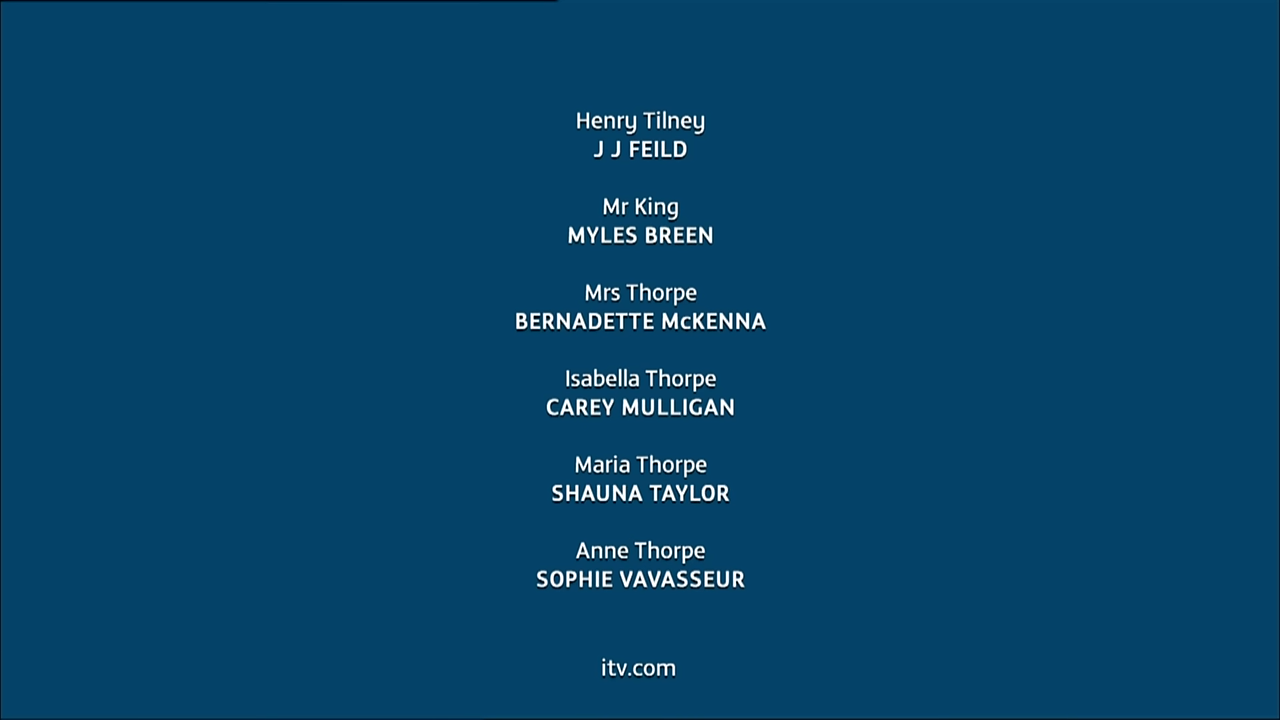 Henry Tilney
J J FEILD
Mr King
MYLES BREEN
Mrs Thorpe
BERNADETTE McKENNA
Isabella Thorpe
CAREY MULLIGAN
Maria Thorpe
SHAUNA TAYLOR
Anne Thorpe
SOPHIE VAVASSEUR
itv.com